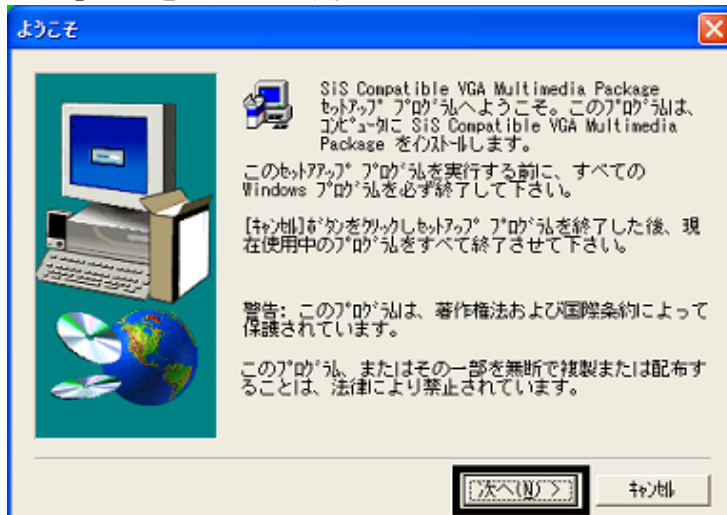 ようこそ
SiS Compatible VGA Multimedia Package
ｾｯﾄｱｯﾌﾟ ﾌﾟﾛｸﾞﾗﾑへようこそ。このﾌﾟﾛｸﾞﾗﾑは、
ｺﾝﾋﾟｭｰﾀに SiS Compatible VGA Multimedia
Package をｲﾝｽﾄｰﾙします。
このｾｯﾄｱｯﾌﾟ ﾌﾟﾛｸﾞﾗﾑを実行する前に、すべての
Windows ﾌﾟﾛｸﾞﾗﾑを必ず終了して下さい。
[ｷｬﾝｾﾙ]ﾎﾞﾀﾝをｸﾘｯｸしｾｯﾄｱｯﾌﾟ ﾌﾟﾛｸﾞﾗﾑを終了した後、現
在使用中のﾌﾟﾛｸﾞﾗﾑをすべて終了させて下さい。
警告: このﾌﾟﾛｸﾞﾗﾑは、著作権法および国際条約によって
保護されています。
このﾌﾟﾛｸﾞﾗﾑ、またはその一部を無断で複製または配布す
ることは、法律により禁止されています。
次へ(N) >
ｷｬﾝｾﾙ